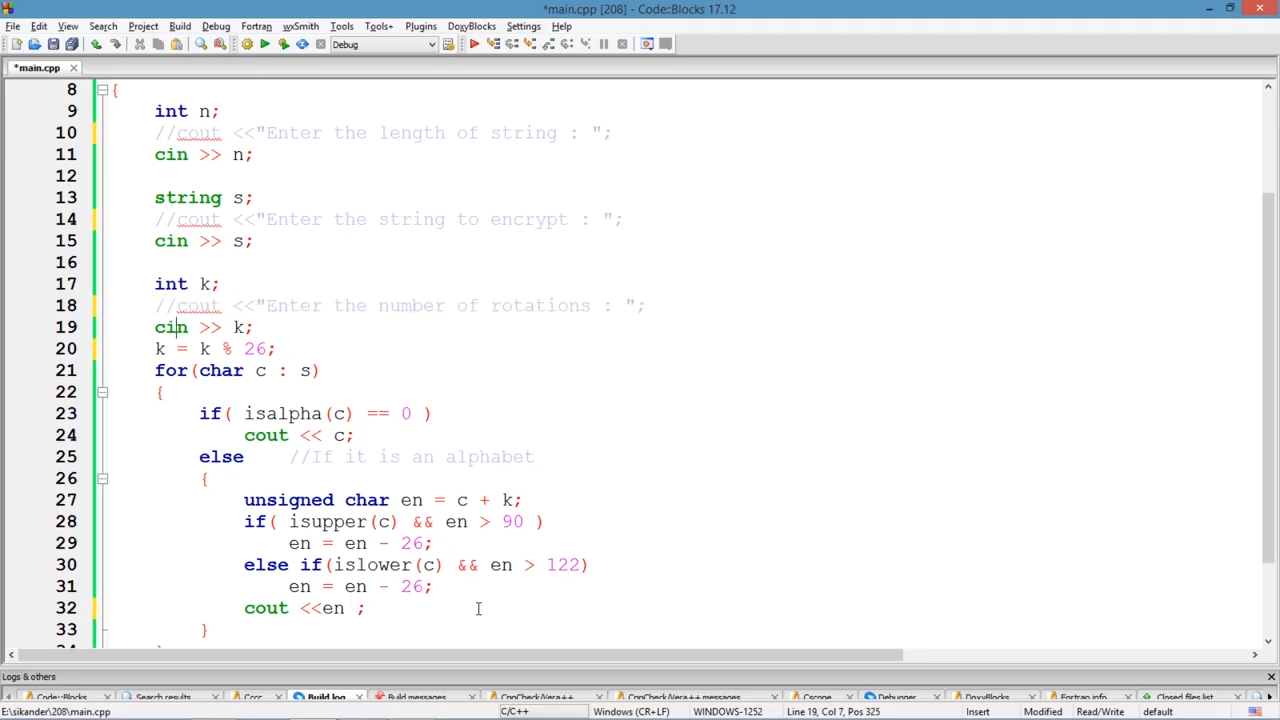 *main.cpp [208] - Code::Blocks 17.12
File Edit View Search Project Build Debug Fortran wxSmith Tools Tools+ Plugins DoxyBlocks Settings Help
Debug
*main.cpp
8 {
9 int n;
10 //cout <<"Enter the length of string : ";
11 cin >> n;
12
13 string s;
14 //cout <<"Enter the string to encrypt : ";
15 cin >> s;
16
17 int k;
18 //cout <<"Enter the number of rotations : ";
19 cin >> k;
20 k = k % 26;
21 for(char c : s)
22 {
23 if( isalpha(c) == 0 )
24 cout << c;
25 else //If it is an alphabet
26 {
27 unsigned char en = c + k;
28 if( isupper(c) && en > 90 )
29 en = en - 26;
30 else if(islower(c) && en > 122)
31 en = en - 26;
32 cout <<en ;
33 }
Logs & others
Code::Blocks Search results Cccc Build log Build messages CppCheck/Vera++ CppCheck/Vera++ messages Cscope Debugger DoxyBlocks Fortran info Closed files list
E:\sikander\208\main.cpp C/C++ Windows (CR+LF) WINDOWS-1252 Line 19, Col 7, Pos 325 Insert Modified Read/Write default